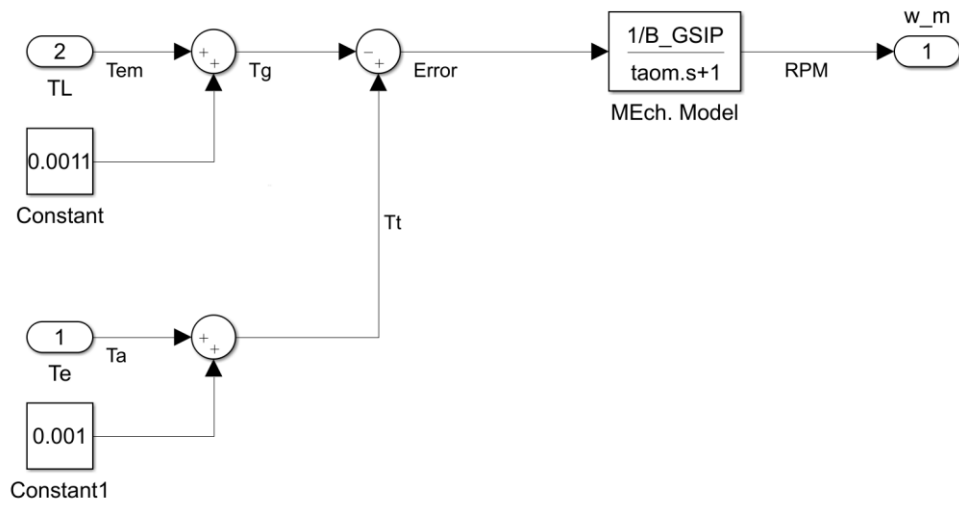 w_m
2
Tem
+
+
Tg
-
+
Error
1/B_GSIP
taom.s+1
RPM
1
TL
MEch. Model
0.0011
Constant
Tt
1
Ta
+
+
Te
0.001
Constant1